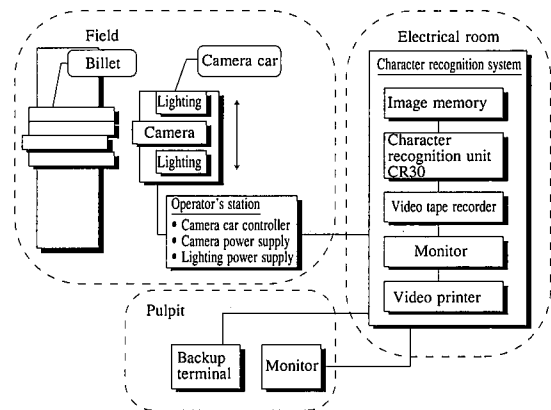 Field
Billet
Camera car
Lighting
Camera
Lighting
Operator's station
• Camera car controller
• Camera power supply
• Lighting power supply
Electrical room
Character recognition system
Image memory
Character
recognition unit
CR30
Video tape recorder
Monitor
Video printer
Pulpit
Backup
terminal
Monitor